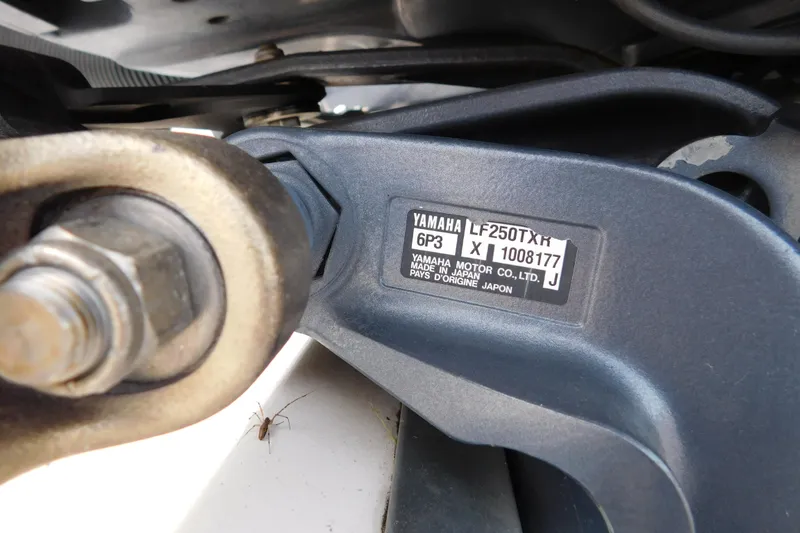 YAMAHA LF250TXR
6P3 X 1008177
YAMAHA MOTOR CO.,LTD. J
MADE IN JAPAN
PAYS D'ORIGINE JAPON